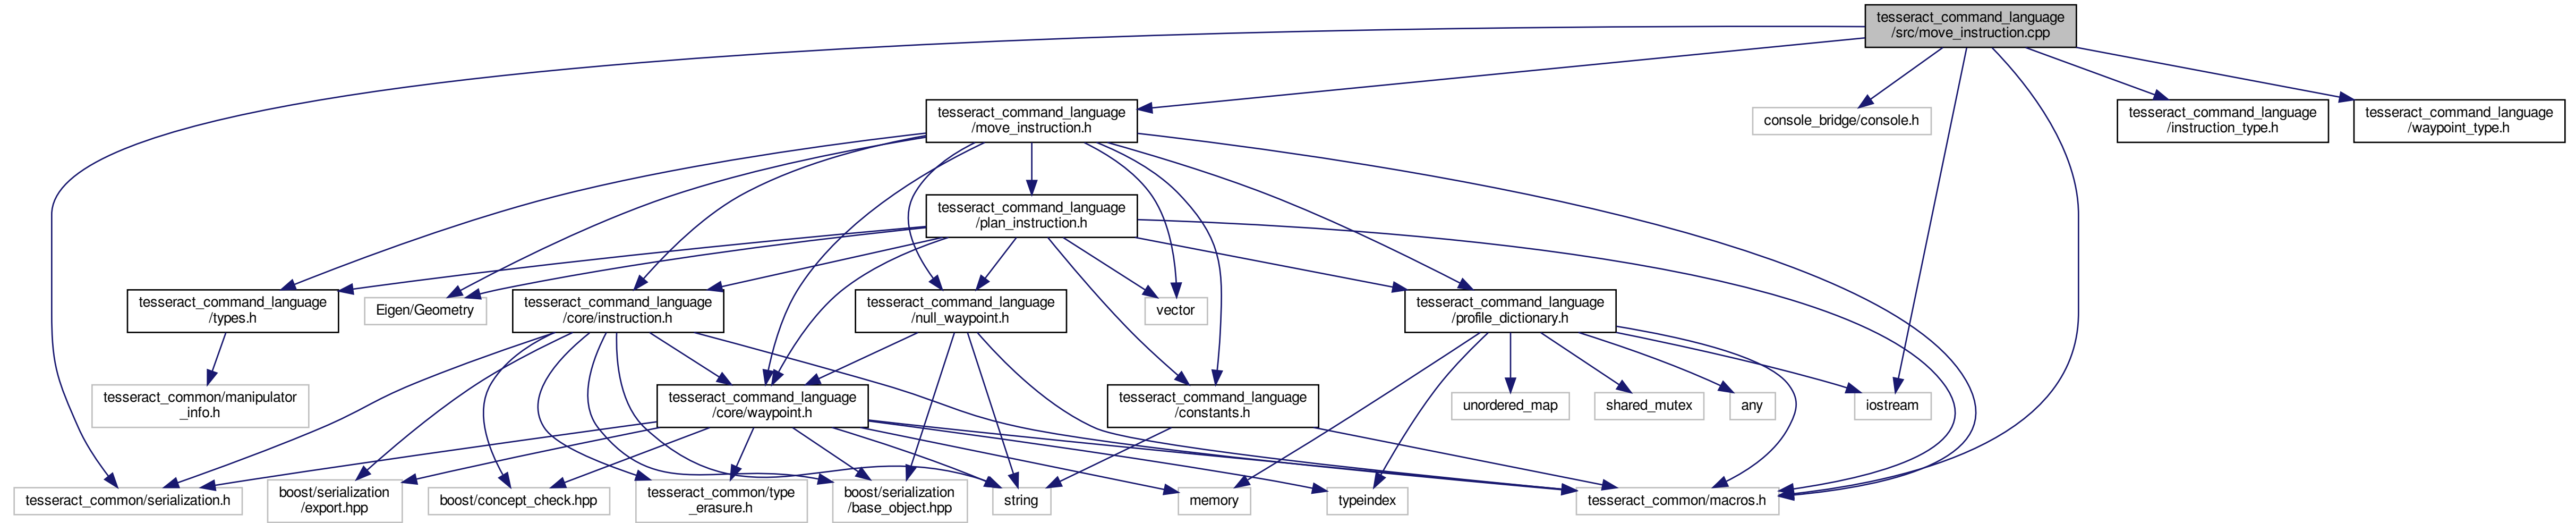 tesseract_command_language
/src/move_instruction.cpp
tesseract_command_language
/move_instruction.h
console_bridge/console.h
tesseract_command_language
/instruction_type.h
tesseract_command_language
/waypoint_type.h
tesseract_command_language
/plan_instruction.h
tesseract_command_language
/types.h
Eigen/Geometry
tesseract_command_language
/core/instruction.h
tesseract_command_language
/null_waypoint.h
vector
tesseract_command_language
/profile_dictionary.h
tesseract_common/manipulator
_info.h
tesseract_command_language
/core/waypoint.h
tesseract_command_language
/constants.h
unordered_map
shared_mutex
any
iostream
tesseract_common/serialization.h
boost/serialization
/export.hpp
boost/concept_check.hpp
tesseract_common/type
_erasure.h
boost/serialization
/base_object.hpp
string
memory
typeindex
tesseract_common/macros.h